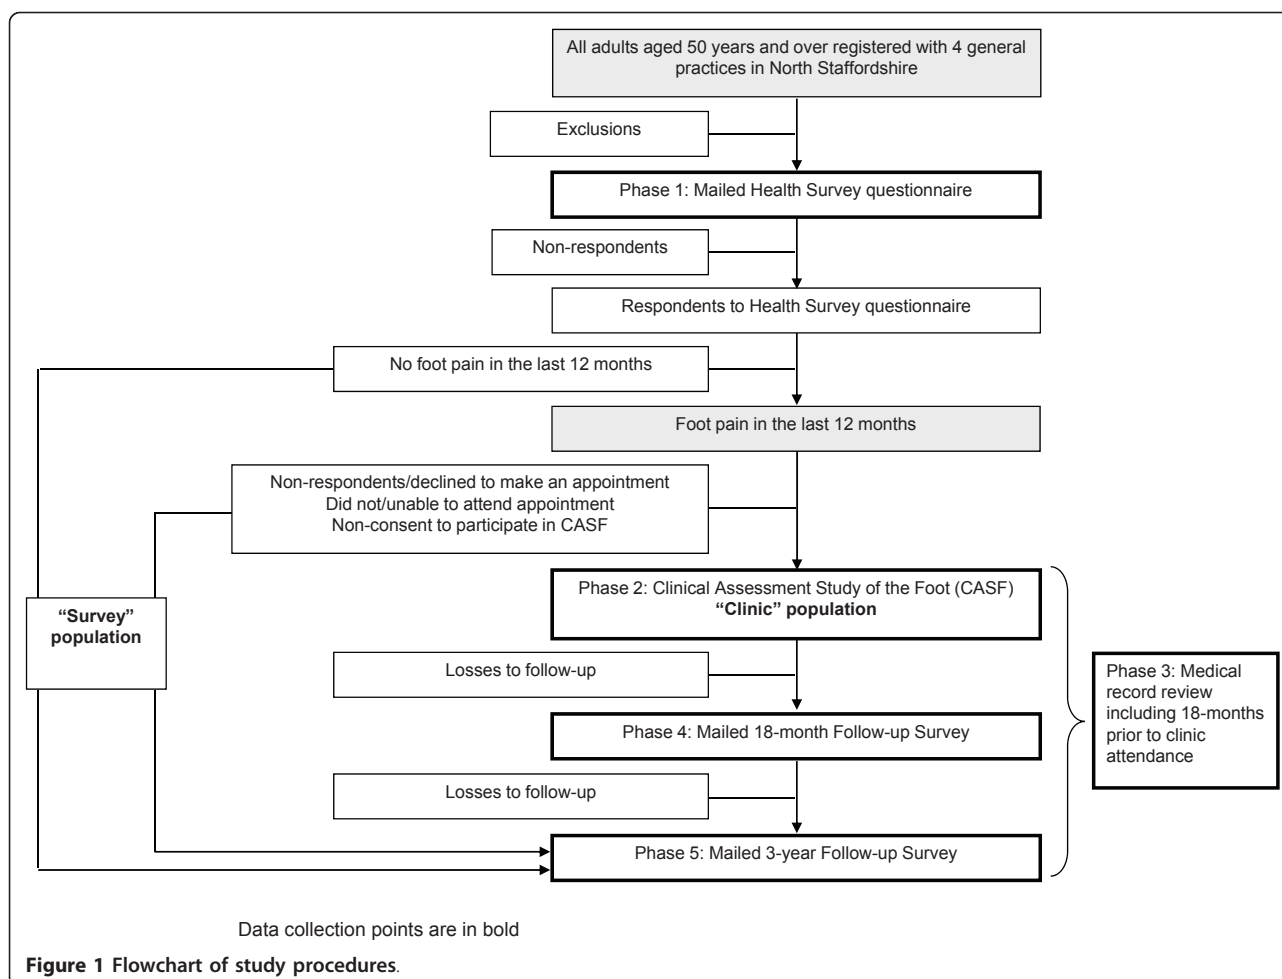 All adults aged 50 years and over registered with 4 general
practices in North Staffordshire
Exclusions
Phase 1: Mailed Health Survey questionnaire
Non-respondents
Respondents to Health Survey questionnaire
No foot pain in the last 12 months
Foot pain in the last 12 months
Non-respondents/declined to make an appointment
Did not/unable to attend appointment
Non-consent to participate in CASF
Phase 2: Clinical Assessment Study of the Foot (CASF)
“Clinic” population
“Survey”
population
Losses to follow-up
Phase 3: Medical
record review
including 18-months
prior to clinic
attendance
Phase 4: Mailed 18-month Follow-up Survey
Losses to follow-up
Phase 5: Mailed 3-year Follow-up Survey
Data collection points are in bold
Figure 1 Flowchart of study procedures.